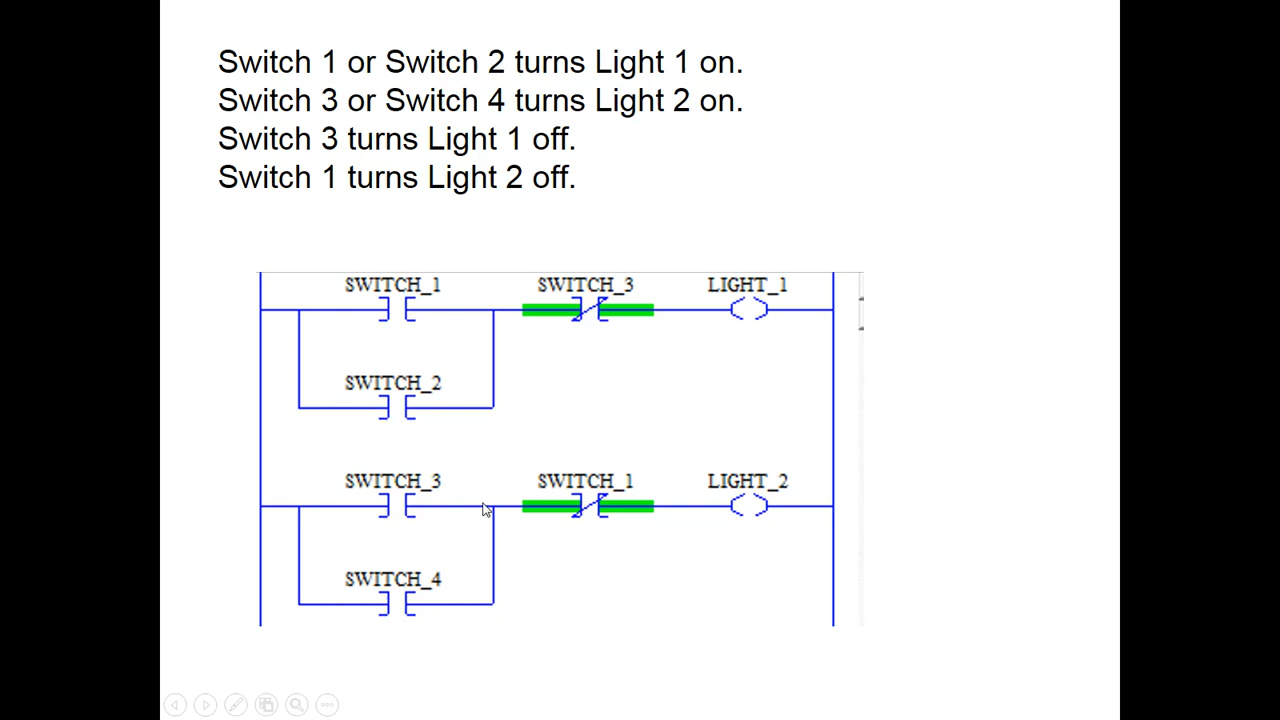 Switch 1 or Switch 2 turns Light 1 on.
Switch 3 or Switch 4 turns Light 2 on.
Switch 3 turns Light 1 off.
Switch 1 turns Light 2 off.
SWITCH_1 SWITCH_3 LIGHT_1
SWITCH_2
SWITCH_3 SWITCH_1 LIGHT_2
SWITCH_4